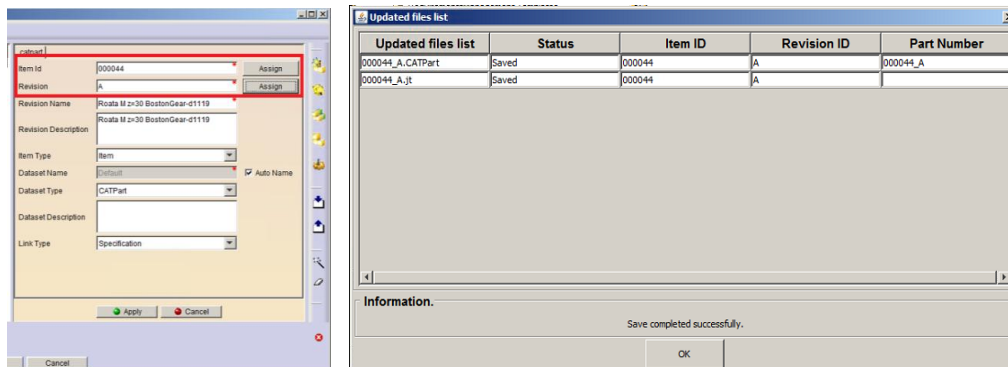 catpart
Item Id 000044 * Assign
Revision A * Assign
Revision Name Roata M z=30 BostonGear-d1119 *
Revision Description Roata M z=30 BostonGear-d1119
Item Type Item
Dataset Name Default * Auto Name
Dataset Type CATPart
Dataset Description
Link Type Specification
Apply Cancel
Cancel
Updated files list
Updated files list Status Item ID Revision ID Part Number
000044_A.CATPart Saved 000044 A 000044_A
000044_A.jt Saved 000044 A
Information.
Save completed successfully.
OK